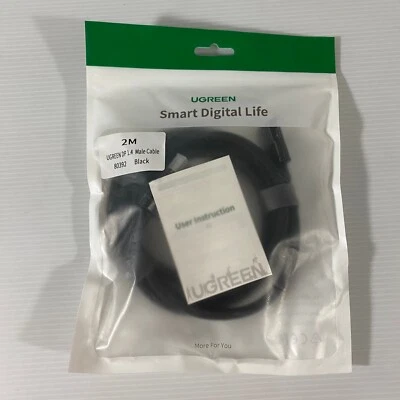 UGREEN
Smart Digital Life
2M
UGREEN DP 1.4 Male Cable
80392 Black
User Instruction
UGREEN
More For You